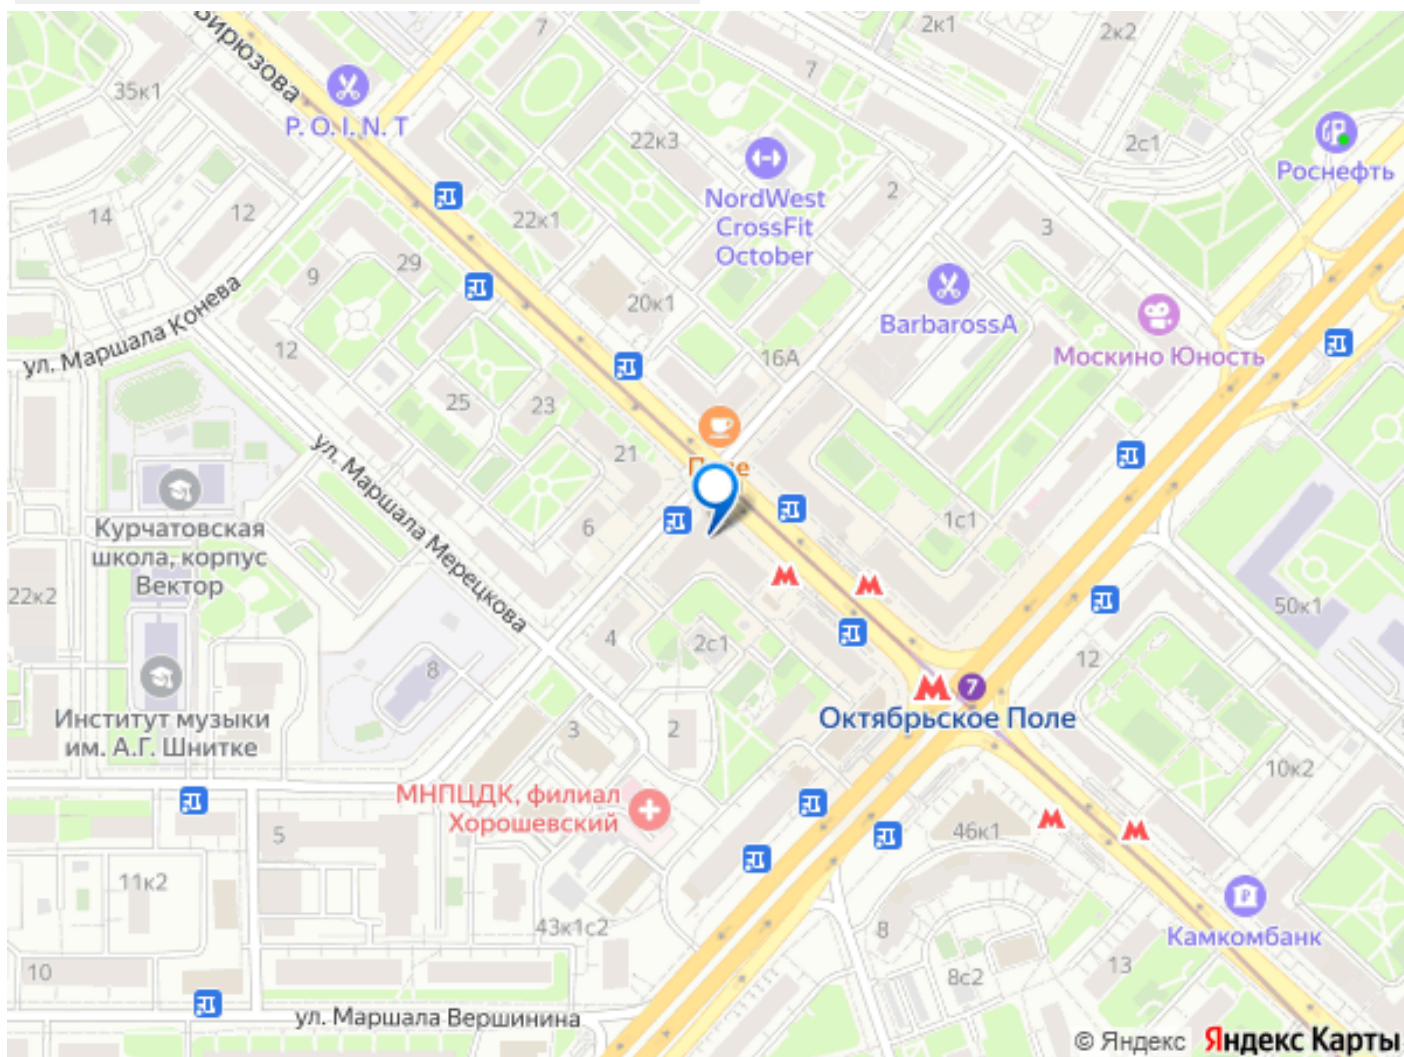 Бирюзова
7
2к1
2к2
7
35к1
P. O. I. N. T
22к3
2с1
Роснефть
NordWest
CrossFit
October
2
14
12
22к1
3
29
9
20к1
BarbarossA
ул. Маршала Конева
Москино Юность
12
16А
25
23
21
ул. Маршала Мерецкова
Курчатовская
школа, корпус
Вектор
6
1с1
22к2
50к1
4
2с1
12
8
7
Октябрьское Поле
Институт музыки
им. А.Г. Шнитке
3
2
10к2
МНПЦДК, филиал
Хорошевский
5
46к1
11к2
43к1с2
8
Камкомбанк
10
8с2
13
ул. Маршала Вершинина
© Яндекс Яндекс Карты